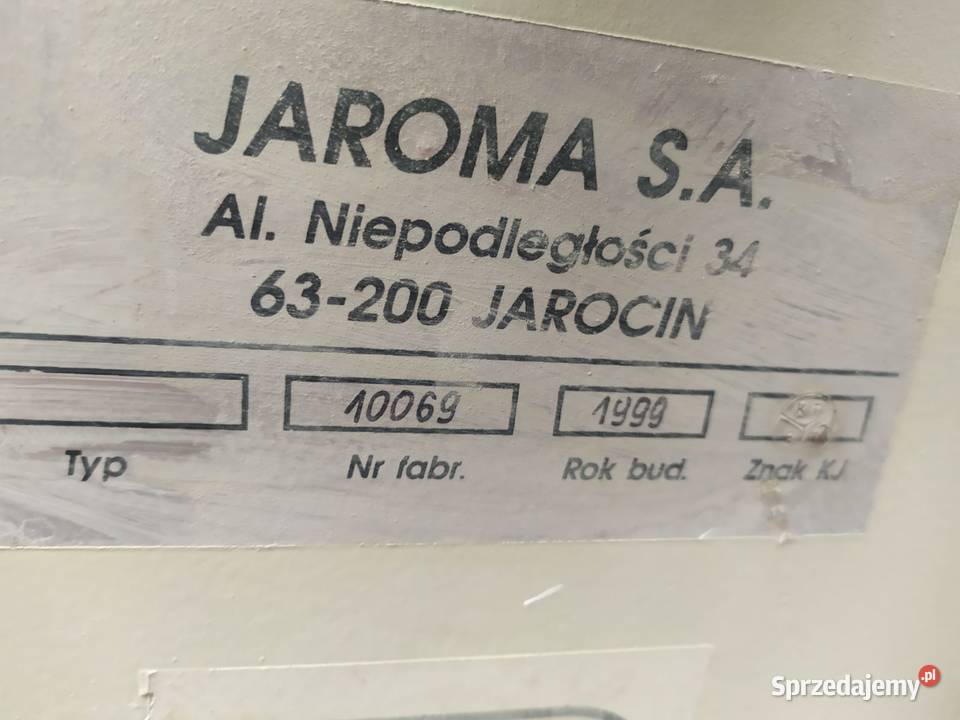 JAROMA S.A.
Al. Niepodległości 34
63-200 JAROCIN
10069 1999
Typ Nr fabr. Rok bud. Znak KJ
Sprzedajemy.pl